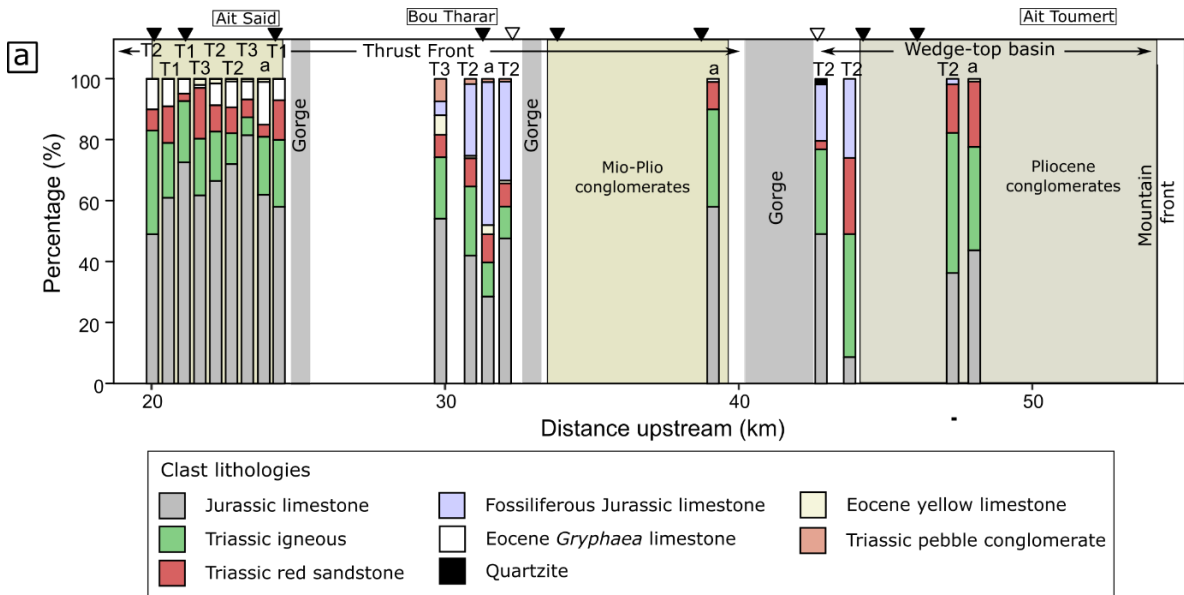 Ait Said
Bou Tharar
Ait Toumert
a
T2 T1 T2 T3 T1
T1 T3 T2 a
Thrust Front
Wedge-top basin
T3 T2 a T2
a
T2 T2
T2 a
100
80
60
40
20
0
Percentage (%)
Gorge
Gorge
Mio-Plio
conglomerates
Gorge
Pliocene
conglomerates
Mountain
front
20 30 40 50
Distance upstream (km)
Clast lithologies
Jurassic limestone
Triassic igneous
Triassic red sandstone
Fossiliferous Jurassic limestone
Eocene Gryphaea limestone
Quartzite
Eocene yellow limestone
Triassic pebble conglomerate